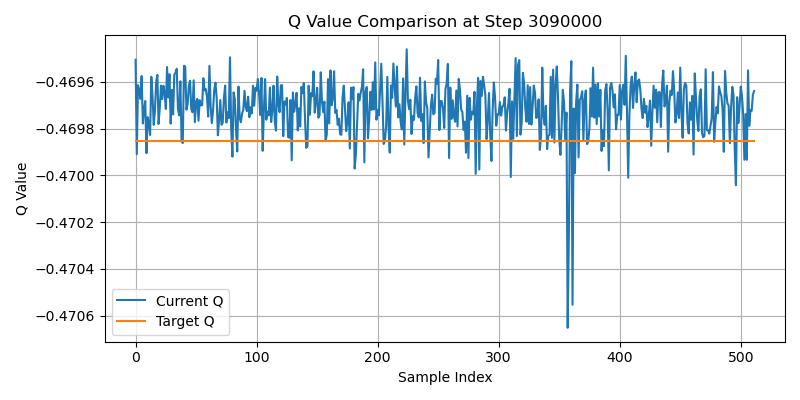 Q Value Comparison at Step 3090000
Q Value
−0.4696
−0.4698
−0.4700
−0.4702
−0.4704
−0.4706
Current Q
Target Q
0
100
200
300
400
500
Sample Index